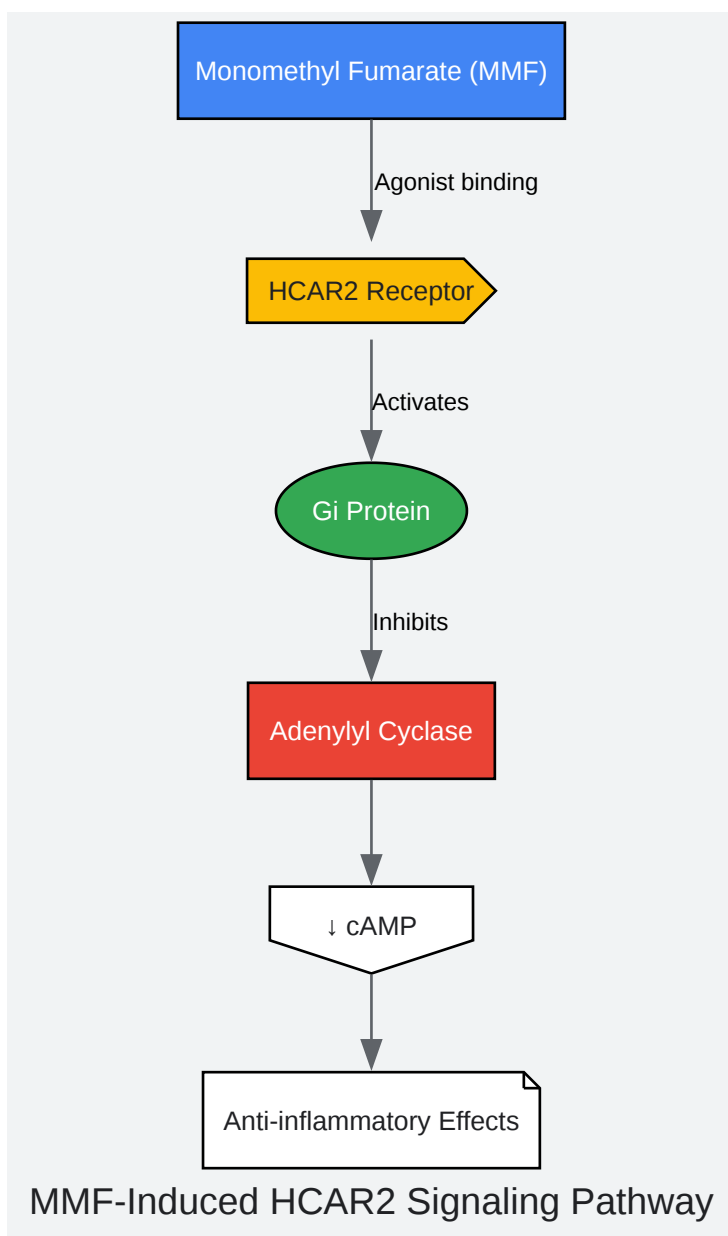 Monomethyl Fumarate (MMF)
Agonist binding
HCAR2 Receptor
Activates
Gi Protein
Inhibits
Adenylyl Cyclase
↓ cAMP
Anti-inflammatory Effects
MMF-Induced HCAR2 Signaling Pathway